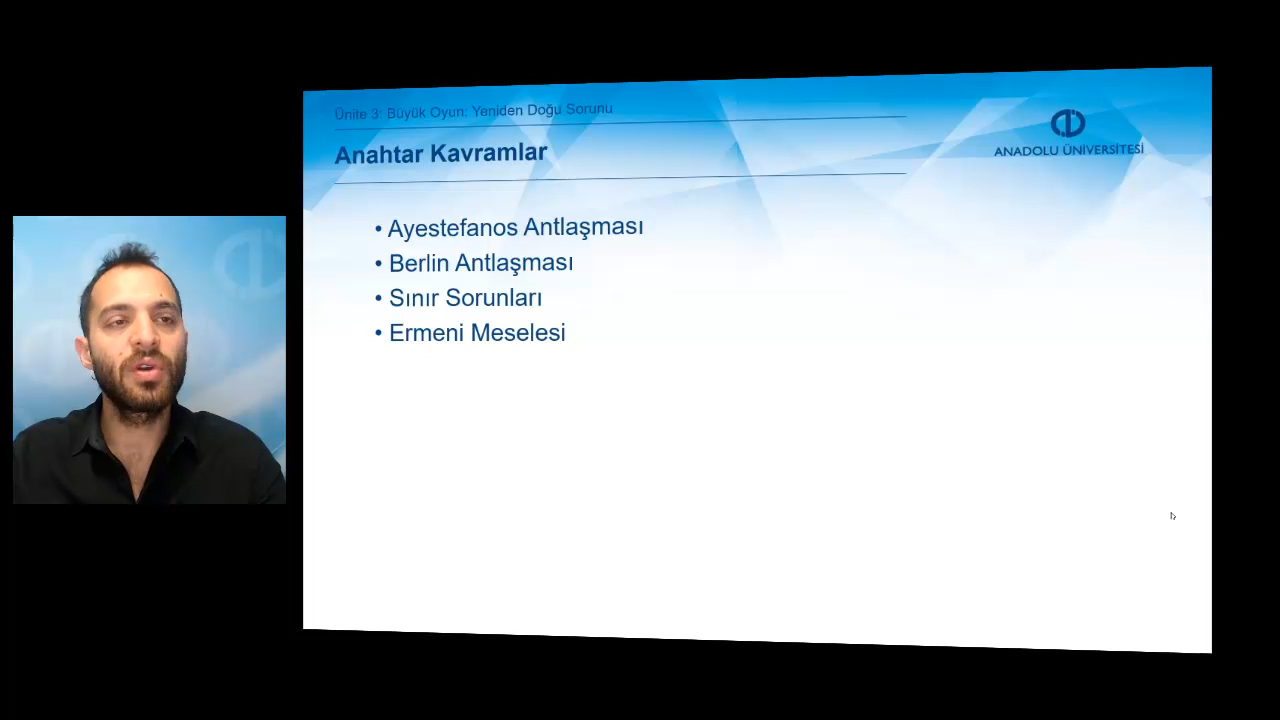 Ünite 3: Büyük Oyun: Yeniden Doğu Sorunu
Anahtar Kavramlar
ANADOLU ÜNİVERSİTESİ
• Ayestefanos Antlaşması
• Berlin Antlaşması
• Sınır Sorunları
• Ermeni Meselesi